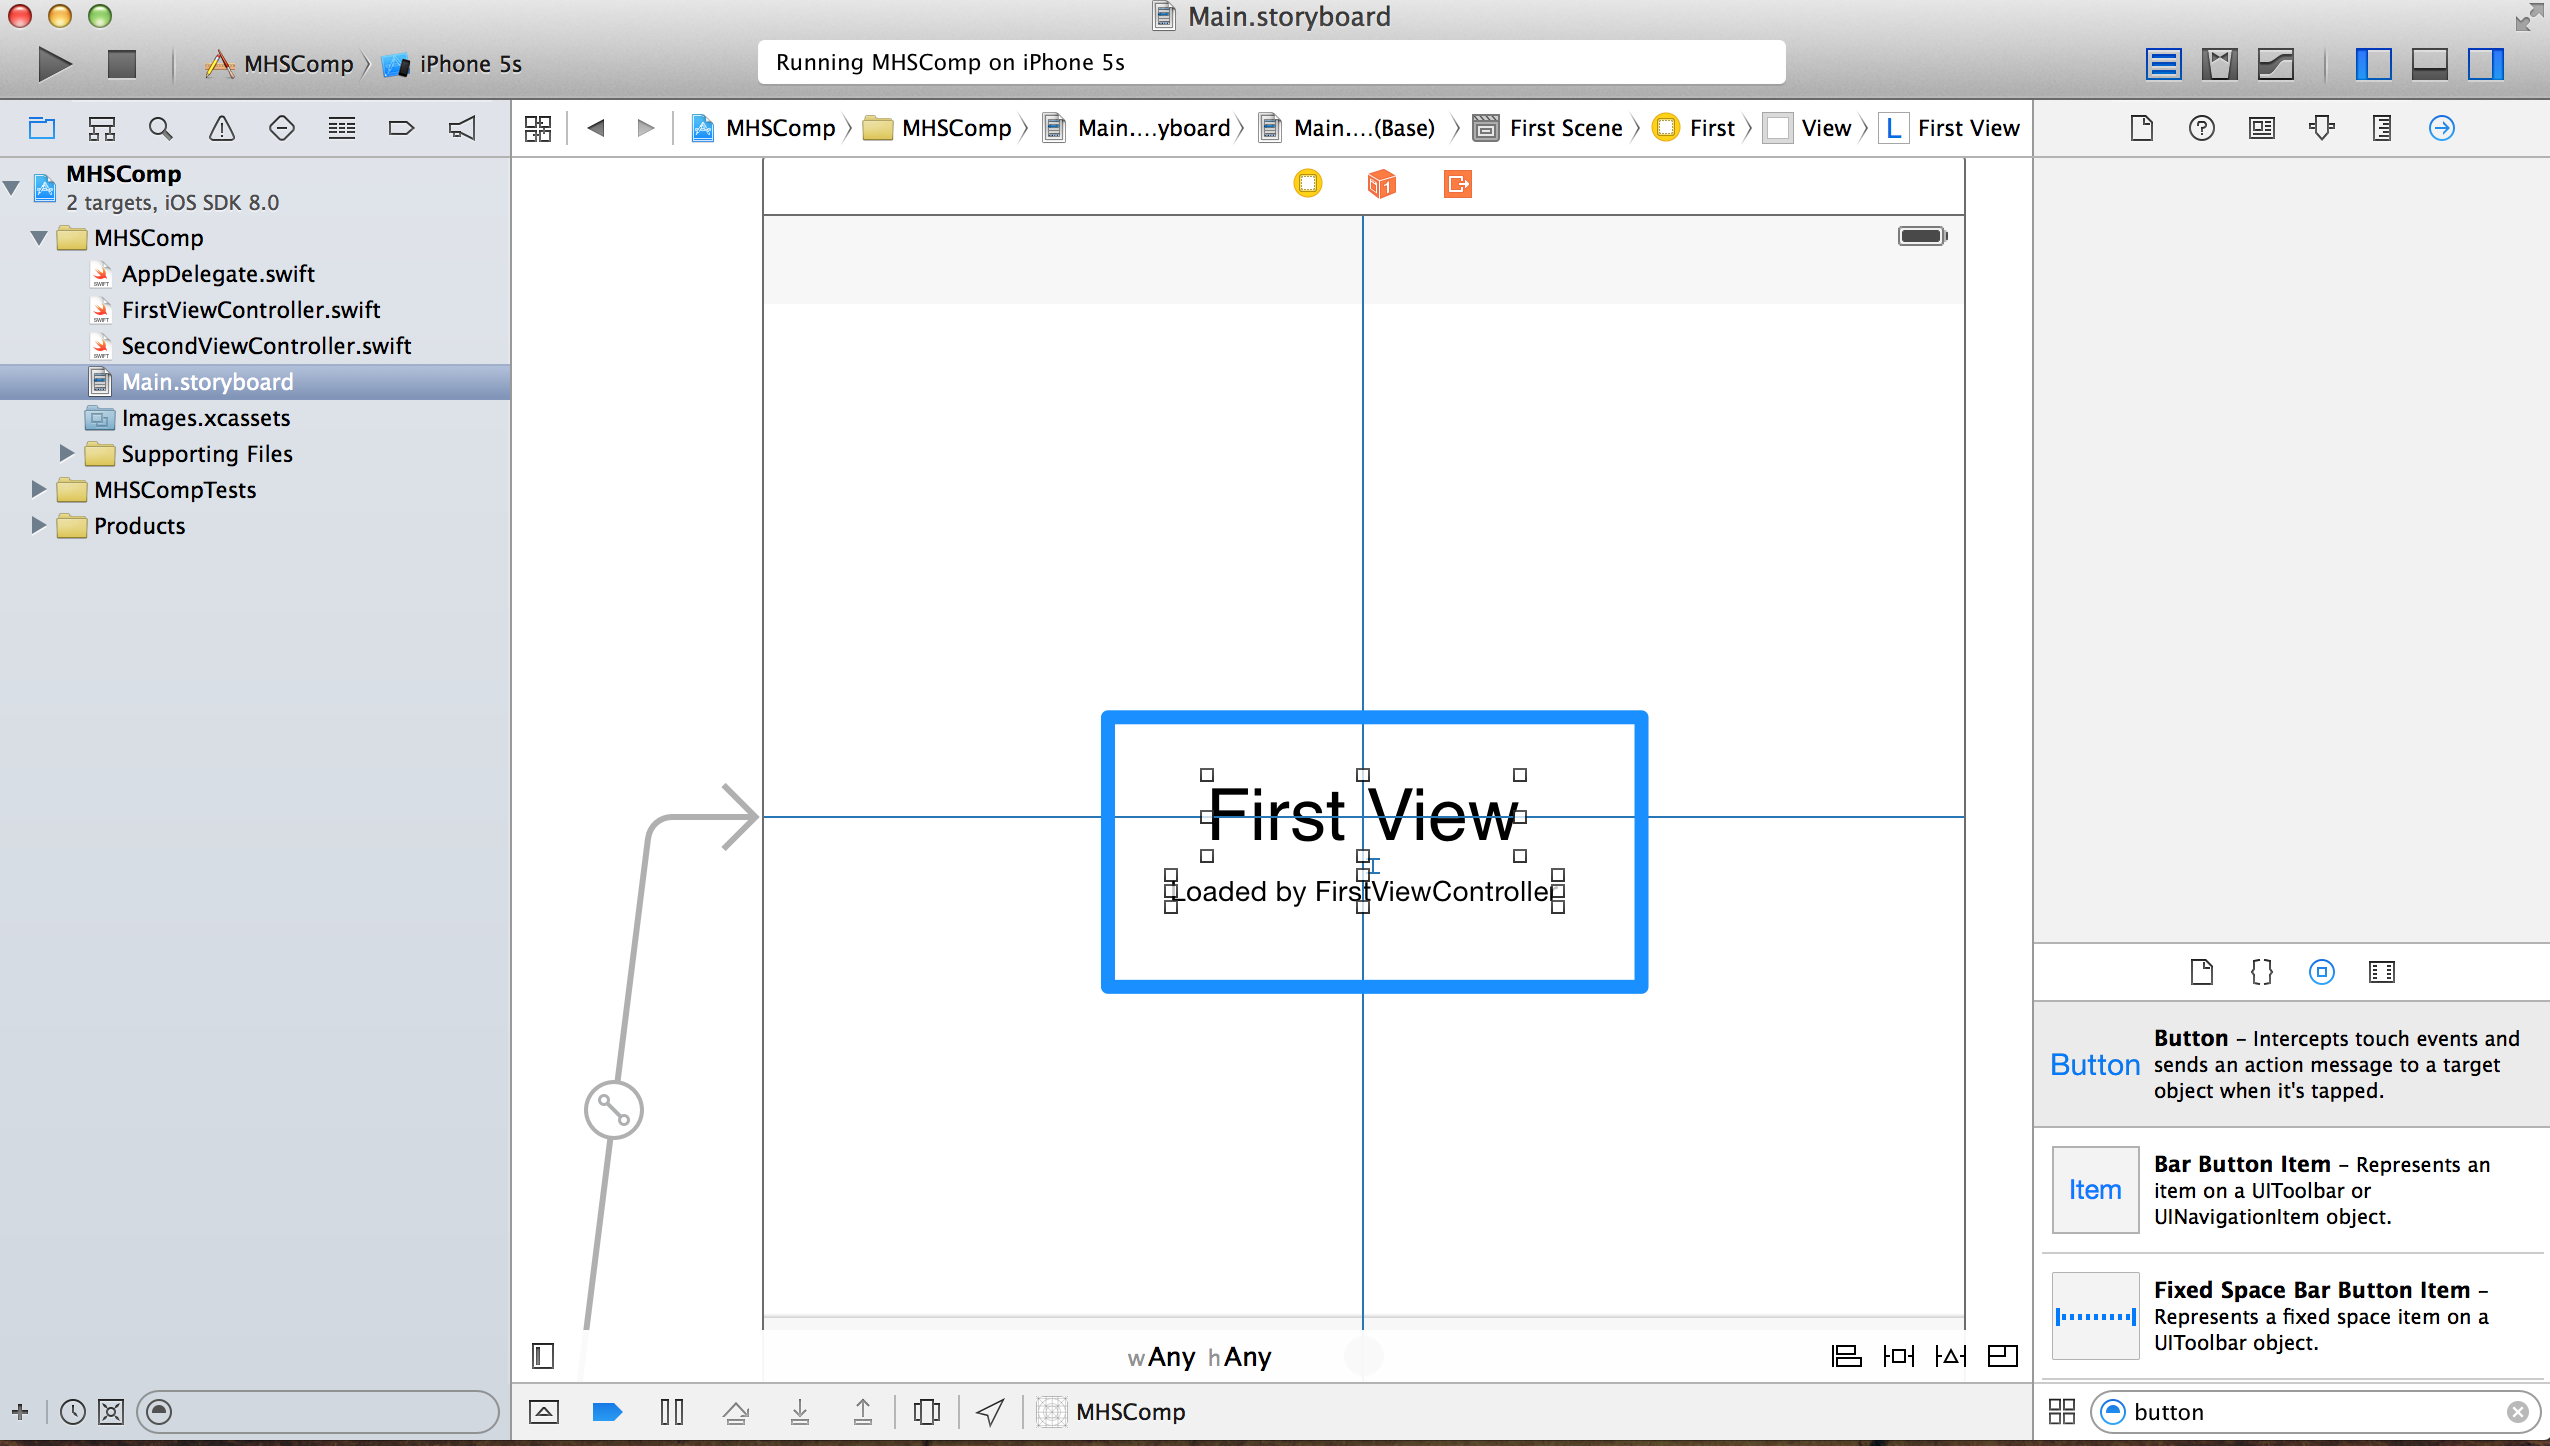 Main.storyboard
MHSComp
iPhone 5s
Running MHSComp on iPhone 5s
MHSComp
MHSComp
Main....yboard
Main....(Base)
First Scene
First
View
L
First View
MHSComp
2 targets, iOS SDK 8.0
MHSComp
AppDelegate.swift
FirstViewController.swift
SecondViewController.swift
Main.storyboard
Images.xcassets
Supporting Files
MHSCompTests
Products
First View
Loaded by FirstViewController
wAny hAny
MHSComp
Button
Button – Intercepts touch events and
sends an action message to a target
object when it's tapped.
Item
Bar Button Item – Represents an
item on a UIToolbar or
UINavigationItem object.
Fixed Space Bar Button Item –
Represents a fixed space item on a
UIToolbar object.
button